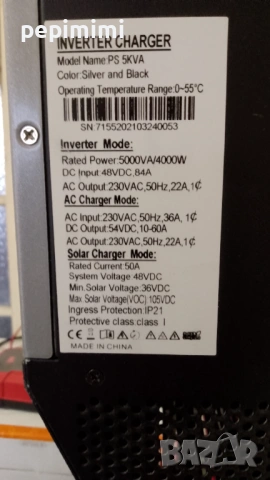 pepimimi
INVERTER CHARGER
Model Name:PS 5KVA
Color:Silver and Black
Operating Temperature Range:0~55℃
SN:71552021032400​53
Inverter Mode:
Rated Power:5000VA/4000W
DC Input:48VDC,84A
AC Output:230VAC,50Hz,22A,1¢
AC Charger Mode:
AC Input:230VAC,50Hz,36A,1¢
DC Output:54VDC,10-60A
AC Output:230VAC,50Hz,22A,1¢
Solar Charger Mode:
Rated Current:50A
System Voltage:48VDC
Min.Solar Voltage:36VDC
Max Solar Voltage(VOC) 105VDC
Ingress Protection:IP21
Protective class:class I
CE
MADE IN CHINA
BAZAR
bg